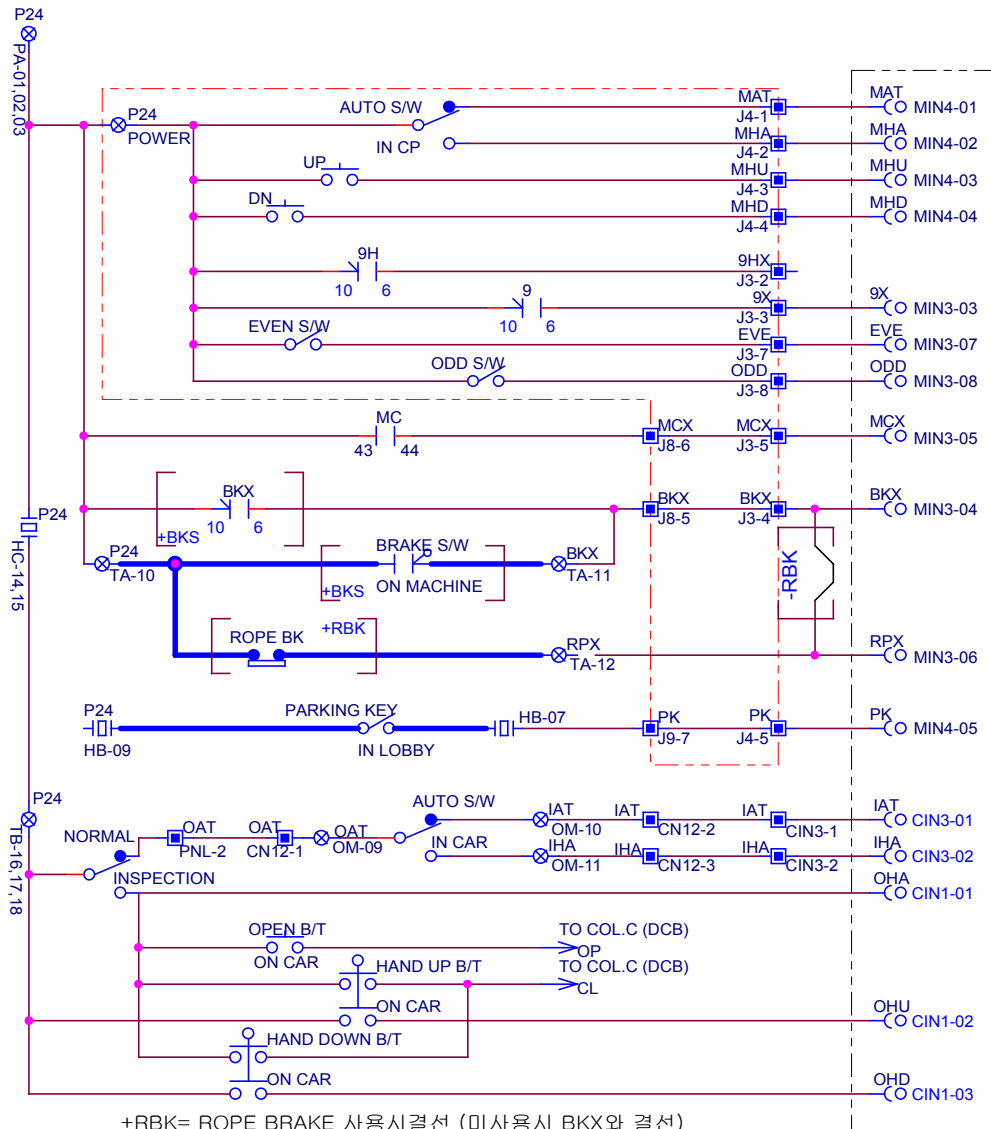 P24
PA-01,02,03
P24
POWER
AUTO S/W
IN CP
MAT
J4-1
MAT
MIN4-01
MHA
J4-2
MHA
MIN4-02
UP
MHU
J4-3
MHU
MIN4-03
DN
MHD
J4-4
MHD
MIN4-04
9H
10 6
9HX
J3-2
9
10 6
9X
J3-3
9X
MIN3-03
EVEN S/W
EVE
J3-7
EVE
MIN3-07
ODD S/W
ODD
J3-8
ODD
MIN3-08
MC
43 44
MCX
J8-6
MCX
J3-5
MCX
MIN3-05
BKX
10 6
+BKS
BKX
J8-5
BKX
J3-4
BKX
MIN3-04
P24
HC-14,15
P24
TA-10
BRAKE S/W
ON MACHINE
+BKS
BKX
TA-11
-RBK
ROPE BK
+RBK
RPX
TA-12
RPX
MIN3-06
P24
HB-09
PARKING KEY
IN LOBBY
HB-07
PK
J9-7
PK
J4-5
PK
MIN4-05
P24
TB-16,17,18
NORMAL
INSPECTION
OAT
PNL-2
OAT
CN12-1
OAT
OM-09
AUTO S/W
IN CAR
IAT
OM-10
IAT
CN12-2
IAT
CIN3-1
IAT
CIN3-01
IHA
OM-11
IHA
CN12-3
IHA
CIN3-2
IHA
CIN3-02
OHA
CIN1-01
OPEN B/T
ON CAR
TO COL.C (DCB)
OP
HAND UP B/T
ON CAR
TO COL.C (DCB)
CL
OHU
CIN1-02
HAND DOWN B/T
ON CAR
OHD
CIN1-03
+RBK= ROPE BRAKE 사용시결선 (미사용시 BKX와 결선)